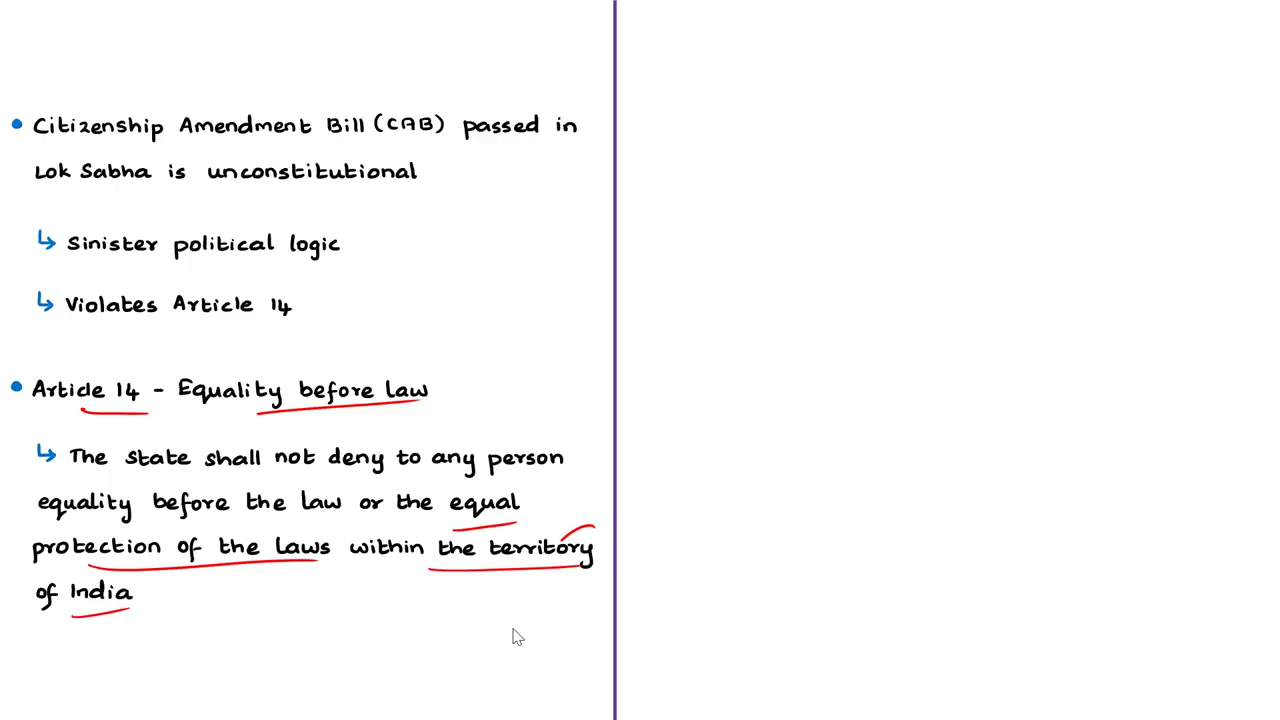 • Citizenship Amendment Bill (CAB) passed in
Lok Sabha is unconstitutional
↳ Sinister political logic
↳ Violates Article 14
• Article 14 - Equality before law
↳ The state shall not deny to any person
equality before the law or the equal
protection of the laws within the territory
of India